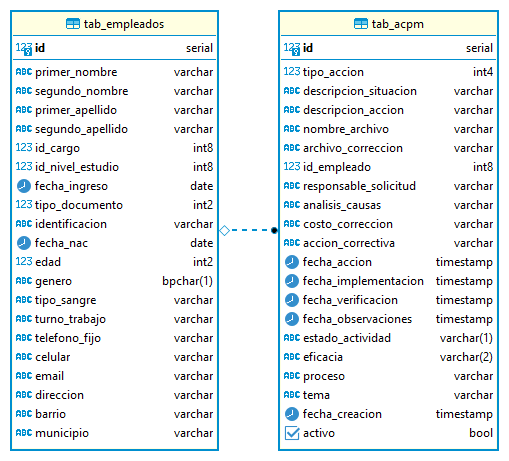 tab_empleados
123 id serial
ABC primer_nombre varchar
ABC segundo_nombre varchar
ABC primer_apellido varchar
ABC segundo_apellido varchar
123 id_cargo int8
123 id_nivel_estudio int8
fecha_ingreso date
123 tipo_documento int2
ABC identificacion varchar
fecha_nac date
123 edad int2
ABC genero bpchar(1)
ABC tipo_sangre varchar
ABC turno_trabajo varchar
ABC telefono_fijo varchar
ABC celular varchar
ABC email varchar
ABC direccion varchar
ABC barrio varchar
ABC municipio varchar
tab_acpm
123 id serial
123 tipo_accion int4
ABC descripcion_situacion varchar
ABC descripcion_accion varchar
ABC nombre_archivo varchar
ABC archivo_correccion varchar
123 id_empleado int8
ABC responsable_solicitud varchar
ABC analisis_causas varchar
ABC costo_correccion varchar
ABC accion_correctiva varchar
fecha_accion timestamp
fecha_implementacion timestamp
fecha_verificacion timestamp
fecha_observaciones timestamp
ABC estado_actividad varchar(1)
ABC eficacia varchar(2)
ABC proceso varchar
ABC tema varchar
fecha_creacion timestamp
activo bool